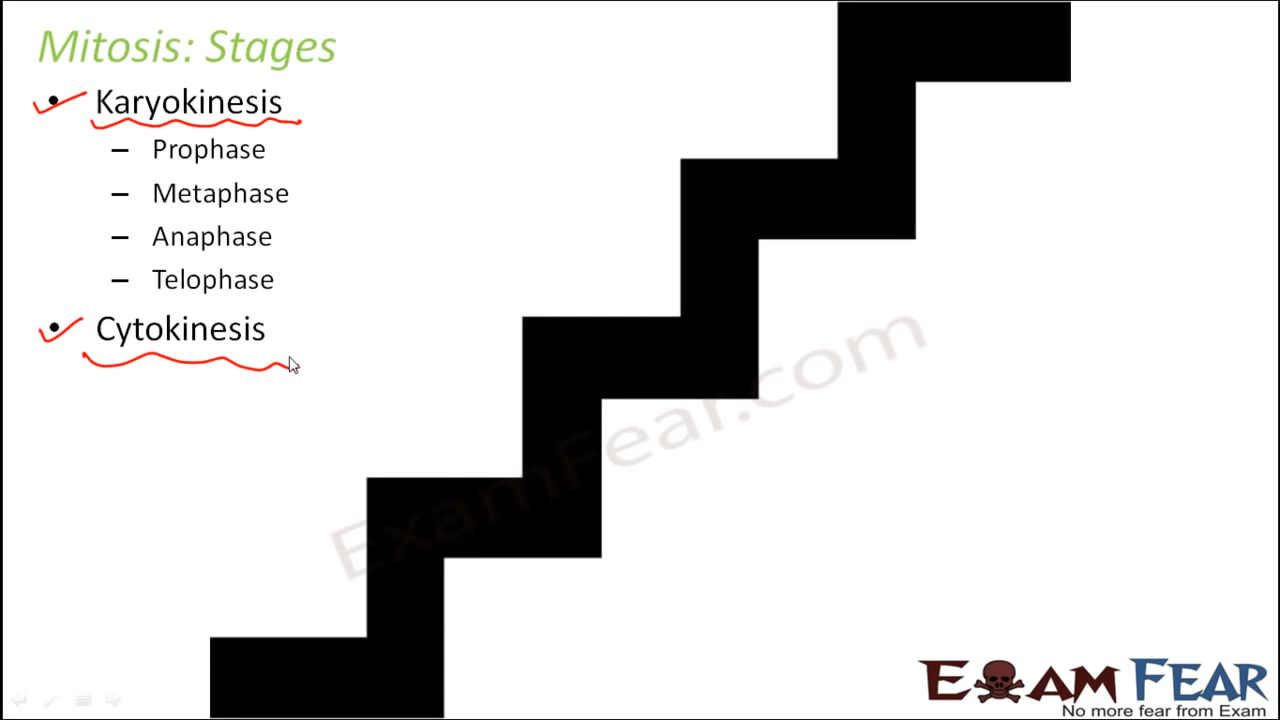 Mitosis: Stages
• Karyokinesis
– Prophase
– Metaphase
– Anaphase
– Telophase
• Cytokinesis
ExamFear.com
EXAM FEAR
No more fear from Exam